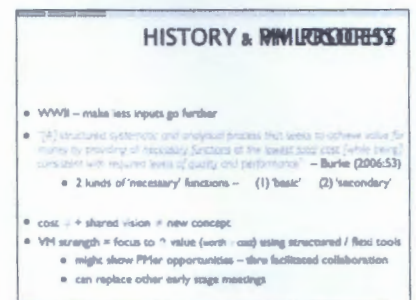 HISTORY &
• WWII – make less inputs go further
• "[A] structured systematic and analytical process that seeks to achieve value for
money by providing all necessary functions at the lowest total cost [while being]
consistent with required levels of quality and performance" – Burke (2006:53)
• 2 kinds of 'necessary' functions – (1) 'basic' (2) 'secondary'
• cost + shared vision = new concept
• VM strength = focus to ↑ value (worth : cost) using structured / flexi tools
• might show PMer opportunities – thro facilitated collaboration
• can replace other early stage meetings